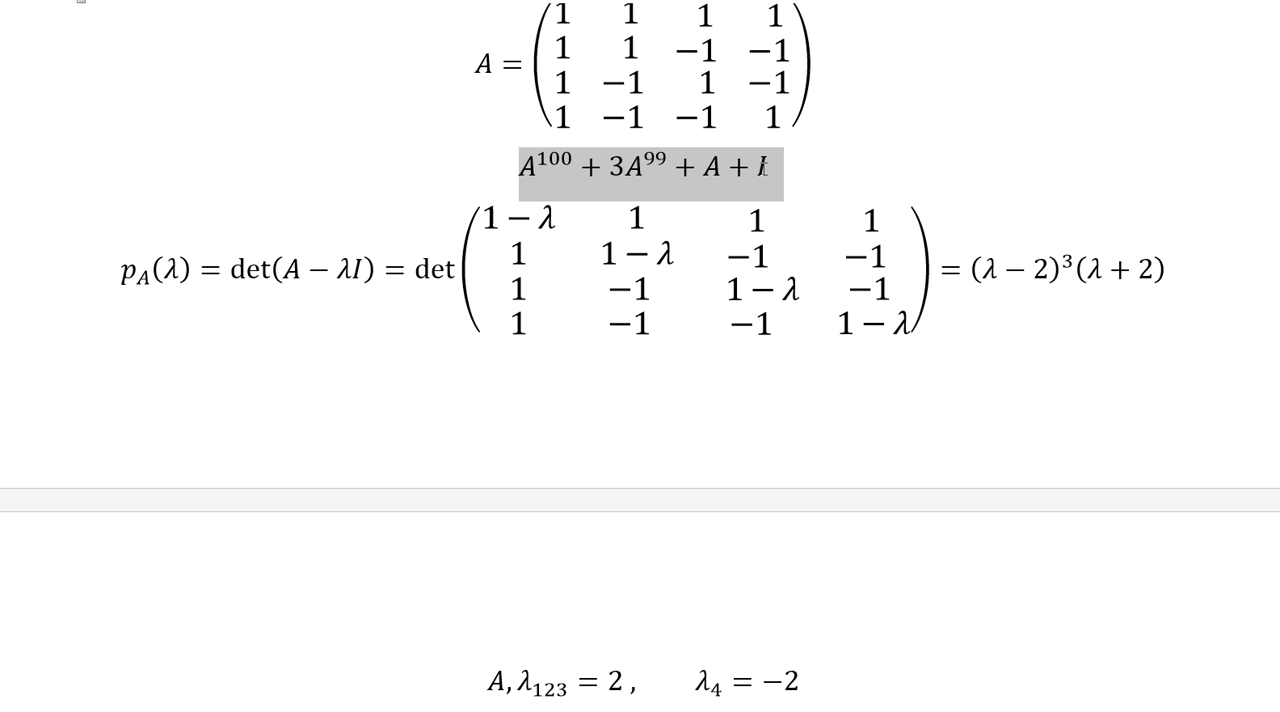 A = ( 1 1 1 1
1 1 −1 −1
1 −1 1 −1
1 −1 −1 1 )
A¹⁰⁰ + 3A⁹⁹ + A + I
p_A(λ) = det(A − λI) = det ( 1 − λ 1 1 1
1 1 − λ −1 −1
1 −1 1 − λ −1
1 −1 −1 1 − λ ) = (λ − 2)³(λ + 2)
A, λ₁₂₃ = 2 , λ₄ = −2